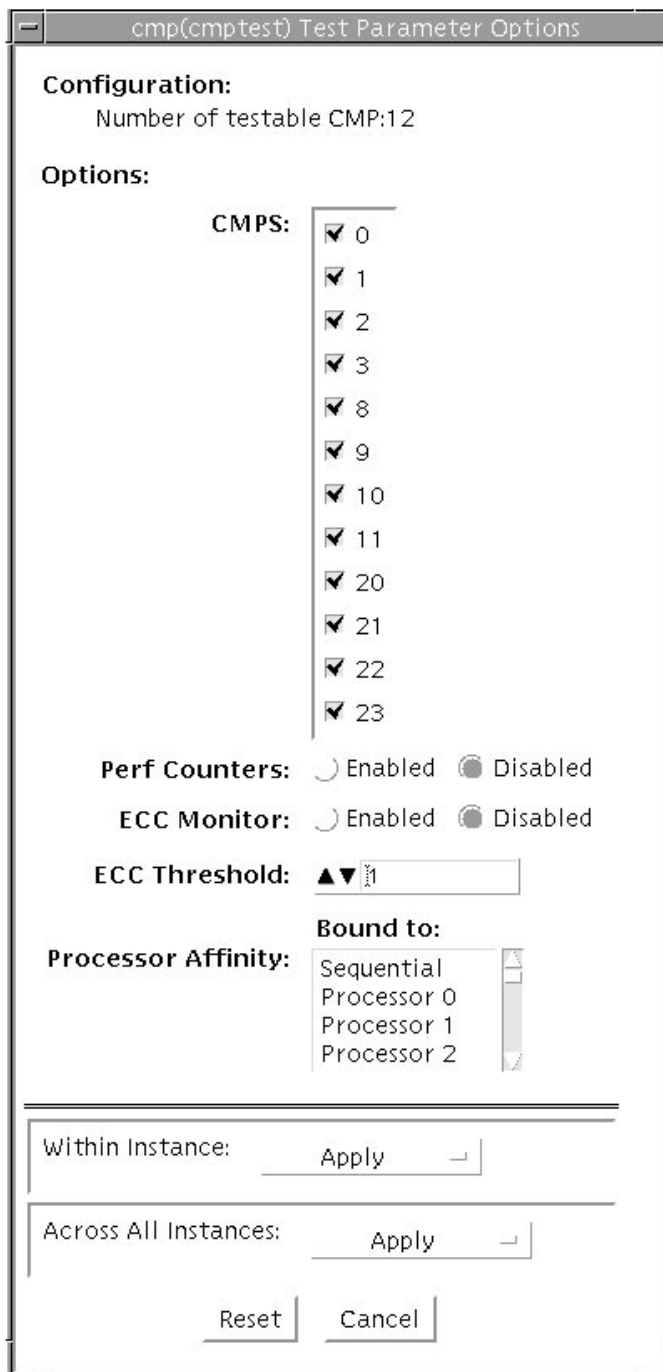 cmp(cmptest) Test Parameter Options
Configuration:
Number of testable CMP:12
Options:
CMPS:
0
1
2
3
8
9
10
11
20
21
22
23
Perf Counters: Enabled Disabled
ECC Monitor: Enabled Disabled
ECC Threshold: 1
Bound to:
Processor Affinity:
Sequential
Processor 0
Processor 1
Processor 2
Within Instance: Apply
Across All Instances: Apply
Reset Cancel